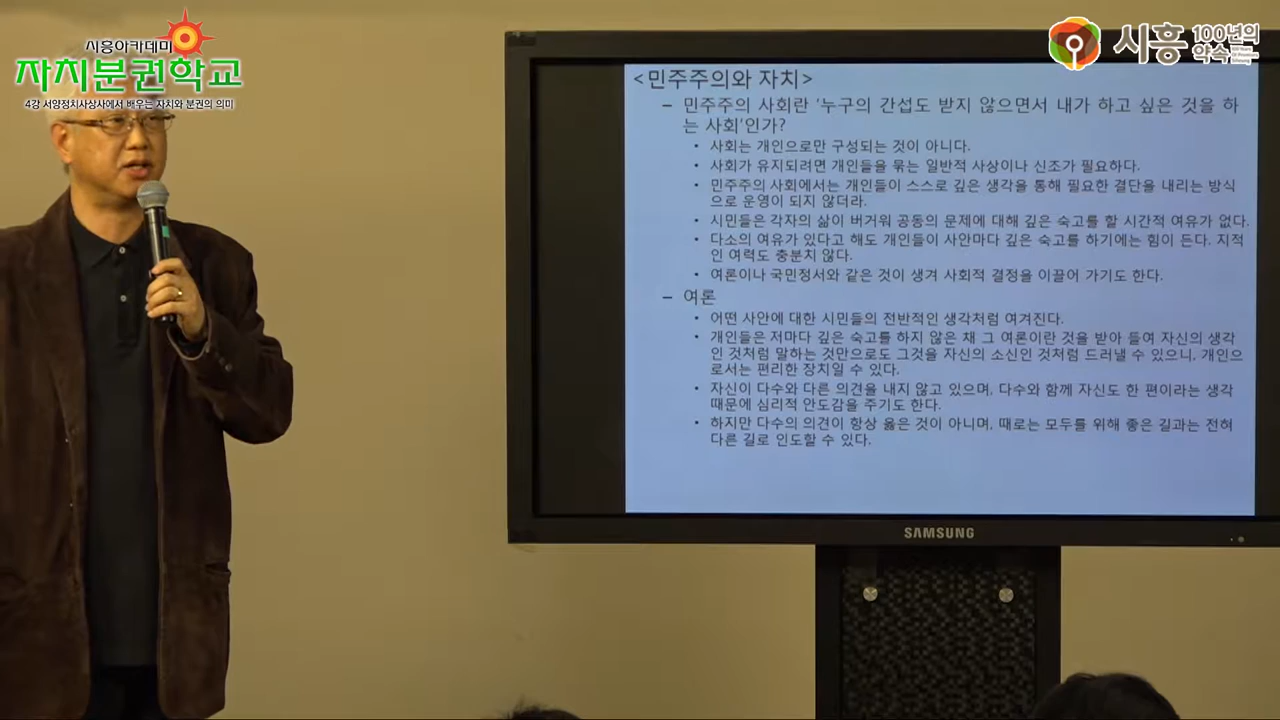 시흥아카데미
자치분권학교
4강 서양정치사상사에서 배우는 자치와 분권의 의미
시흥 100년의
약속
<민주주의와 자치>
– 민주주의 사회란 '누구의 간섭도 받지 않으면서 내가 하고 싶은 것을 하
는 사회'인가?
• 사회는 개인으로만 구성되는 것이 아니다.
• 사회가 유지되려면 개인들을 묶는 일반적 사상이나 신조가 필요하다.
• 민주주의 사회에서는 개인들이 스스로 깊은 생각을 통해 필요한 결단을 내리는 방식
으로 운영이 되지 않더라.
• 시민들은 각자의 삶이 버거워 공동의 문제에 대해 깊은 숙고를 할 시간적 여유가 없다.
• 다소의 여유가 있다고 해도 개인들이 사안마다 깊은 숙고를 하기에는 힘이 든다. 지적
인 여력도 충분치 않다.
• 여론이나 국민정서와 같은 것이 생겨 사회적 결정을 이끌어 가기도 한다.
– 여론
• 어떤 사안에 대한 시민들의 전반적인 생각처럼 여겨진다.
• 개인들은 저마다 깊은 숙고를 하지 않은 채 그 여론이란 것을 받아 들여 자신의 생각
인 것처럼 말하는 것만으로도 그것을 자신의 소신인 것처럼 드러낼 수 있으니, 개인으
로서는 편리한 장치일 수 있다.
• 자신이 다수와 다른 의견을 내지 않고 있으며, 다수와 함께 자신도 한 편이라는 생각
때문에 심리적 안도감을 주기도 한다.
• 하지만 다수의 의견이 항상 옳은 것이 아니며, 때로는 모두를 위해 좋은 길과는 전혀
다른 길로 인도할 수 있다.
SAMSUNG